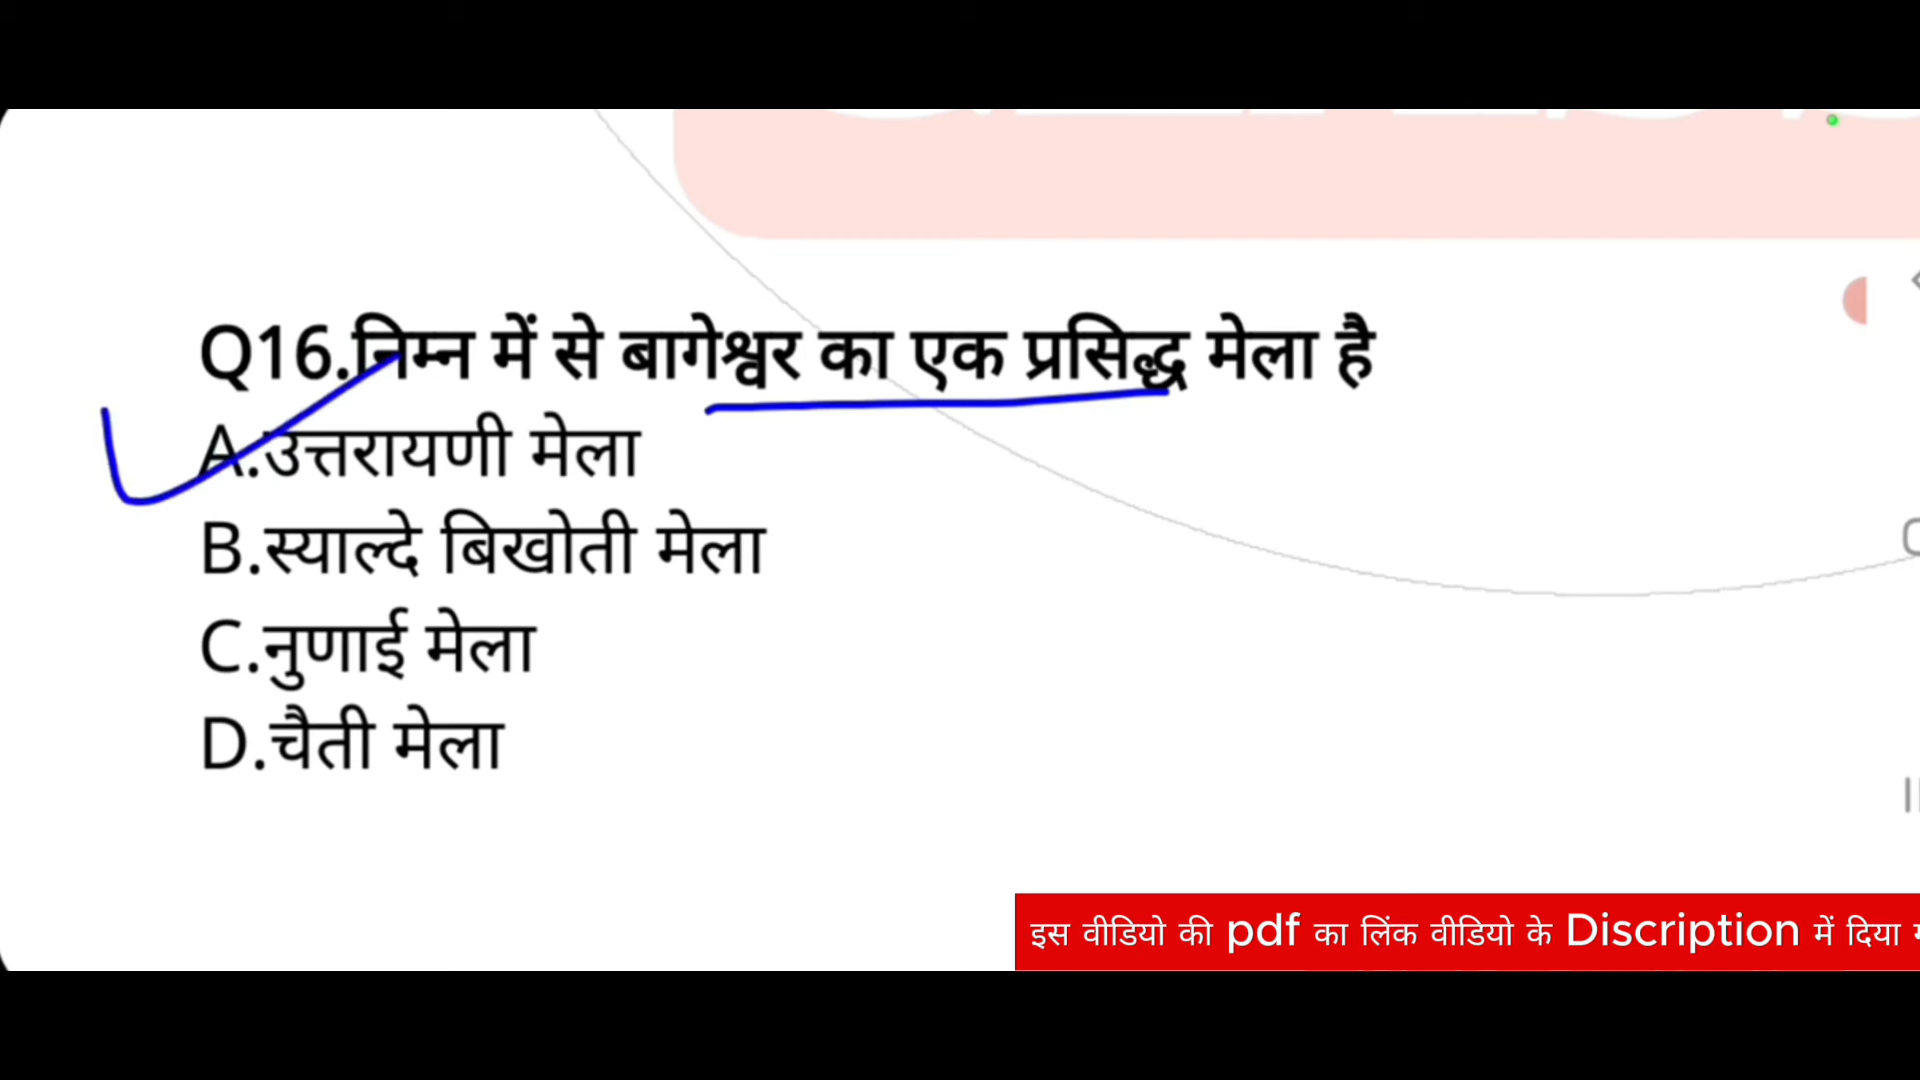 Q16.निम्न में से बागेश्वर का एक प्रसिद्ध मेला है
A.उत्तरायणी मेला
B.स्याल्दे बिखोती मेला
C.नुणाई मेला
D.चैती मेला
इस वीडियो की pdf का लिंक वीडियो के Discription में दिया